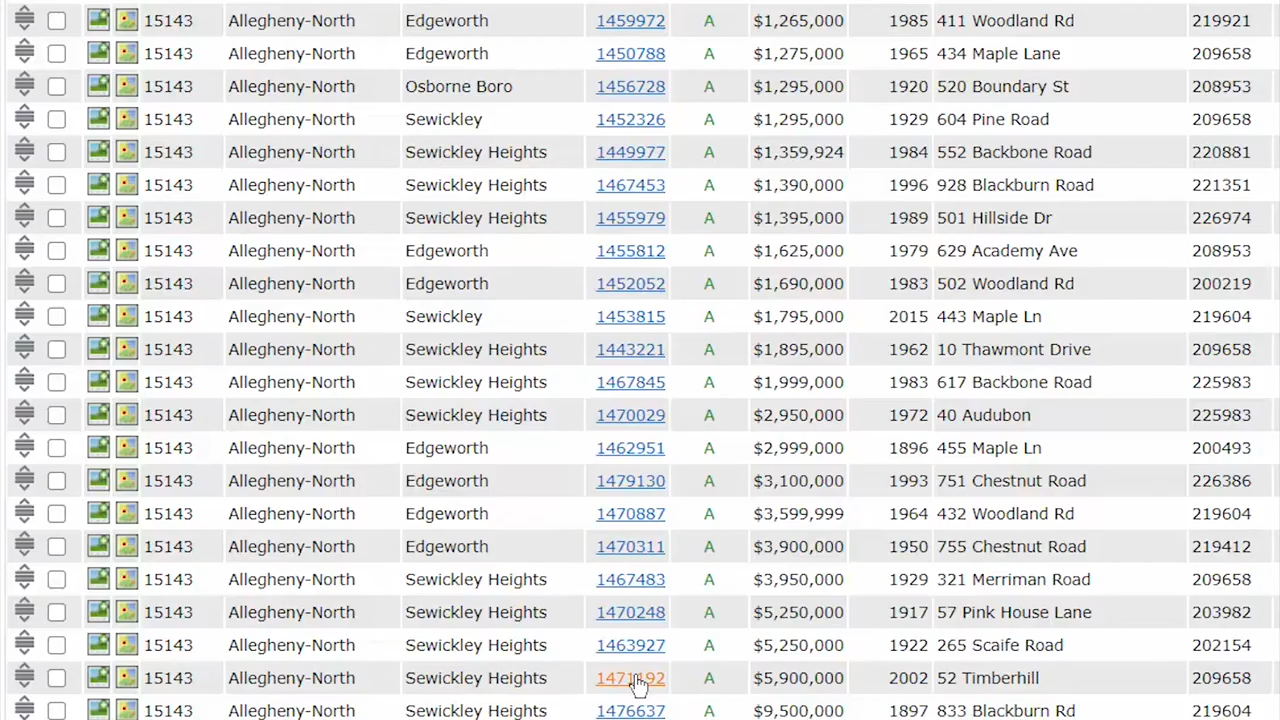 15143 Allegheny-North Edgeworth 1459972 A $1,265,000 1985 411 Woodland Rd 219921
15143 Allegheny-North Edgeworth 1450788 A $1,275,000 1965 434 Maple Lane 209658
15143 Allegheny-North Osborne Boro 1456728 A $1,295,000 1920 520 Boundary St 208953
15143 Allegheny-North Sewickley 1452326 A $1,295,000 1929 604 Pine Road 209658
15143 Allegheny-North Sewickley Heights 1449977 A $1,359,924 1984 552 Backbone Road 220881
15143 Allegheny-North Sewickley Heights 1467453 A $1,390,000 1996 928 Blackburn Road 221351
15143 Allegheny-North Sewickley Heights 1455979 A $1,395,000 1989 501 Hillside Dr 226974
15143 Allegheny-North Edgeworth 1455812 A $1,625,000 1979 629 Academy Ave 208953
15143 Allegheny-North Edgeworth 1452052 A $1,690,000 1983 502 Woodland Rd 200219
15143 Allegheny-North Sewickley 1453815 A $1,795,000 2015 443 Maple Ln 219604
15143 Allegheny-North Sewickley Heights 1443221 A $1,895,000 1962 10 Thawmont Drive 209658
15143 Allegheny-North Sewickley Heights 1467845 A $1,999,000 1983 617 Backbone Road 225983
15143 Allegheny-North Sewickley Heights 1470029 A $2,950,000 1972 40 Audubon 225983
15143 Allegheny-North Edgeworth 1462951 A $2,999,000 1896 455 Maple Ln 200493
15143 Allegheny-North Edgeworth 1479130 A $3,100,000 1993 751 Chestnut Road 226386
15143 Allegheny-North Edgeworth 1470887 A $3,599,999 1964 432 Woodland Rd 219604
15143 Allegheny-North Edgeworth 1470311 A $3,900,000 1950 755 Chestnut Road 219412
15143 Allegheny-North Sewickley Heights 1467483 A $3,950,000 1929 321 Merriman Road 209658
15143 Allegheny-North Sewickley Heights 1470248 A $5,225,000 1917 57 Pink House Lane 203982
15143 Allegheny-North Sewickley Heights 1463927 A $5,250,000 1922 265 Scaife Road 202154
15143 Allegheny-North Sewickley Heights A $5,900,000 2002 52 Timberhill 209658
15143 Allegheny-North Sewickley Heights 1476637 A $9,500,000 1897 833 Blackburn Rd 219604